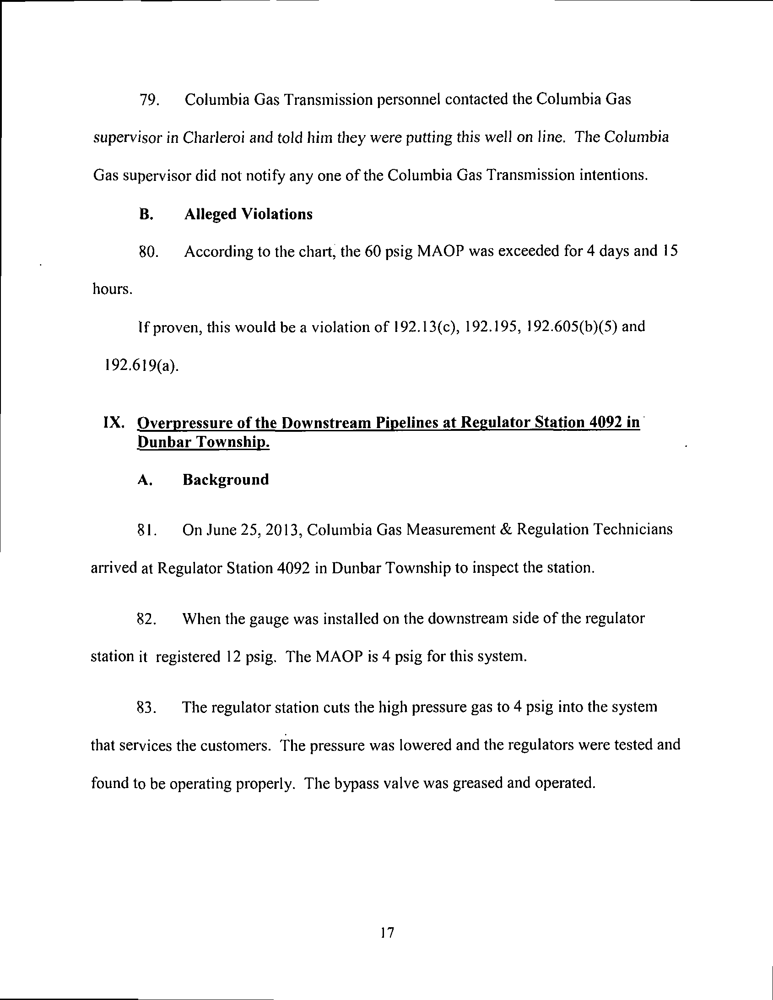 79. Columbia Gas Transmission personnel contacted the Columbia Gas
supervisor in Charleroi and told him they were putting this well on line. The Columbia
Gas supervisor did not notify any one of the Columbia Gas Transmission intentions.
B. Alleged Violations
80. According to the chart, the 60 psig MAOP was exceeded for 4 days and 15
hours.
If proven, this would be a violation of 192.13(c), 192.195, 192.605(b)(5) and
192.619(a).
IX. Overpressure of the Downstream Pipelines at Regulator Station 4092 in
Dunbar Township.
A. Background
81. On June 25, 2013, Columbia Gas Measurement & Regulation Technicians
arrived at Regulator Station 4092 in Dunbar Township to inspect the station.
82. When the gauge was installed on the downstream side of the regulator
station it registered 12 psig. The MAOP is 4 psig for this system.
83. The regulator station cuts the high pressure gas to 4 psig into the system
that services the customers. The pressure was lowered and the regulators were tested and
found to be operating properly. The bypass valve was greased and operated.
17